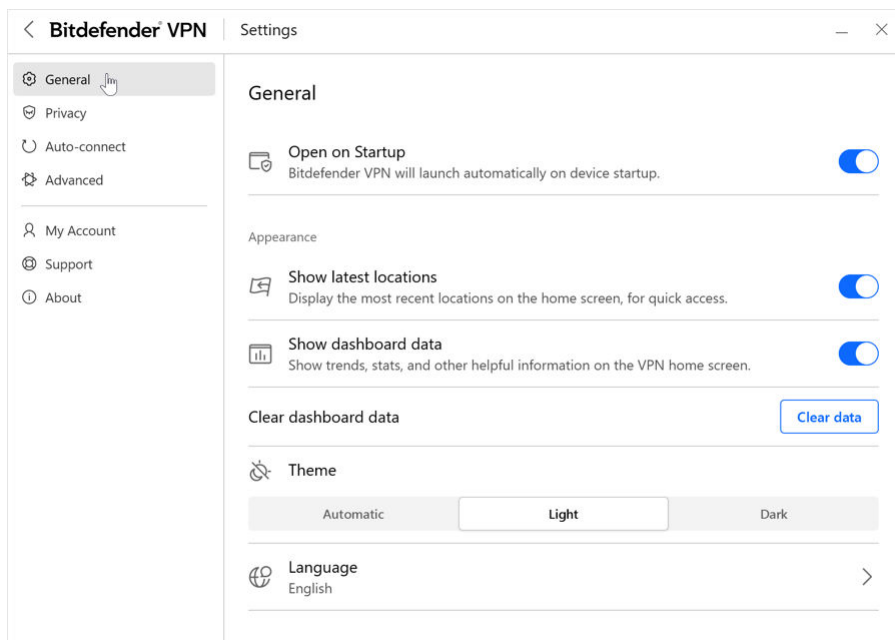 Bitdefender® VPN
Settings
General
Privacy
Auto-connect
Advanced
My Account
Support
About
General
Open on Startup
Bitdefender VPN will launch automatically on device startup.
Appearance
Show latest locations
Display the most recent locations on the home screen, for quick access.
Show dashboard data
Show trends, stats, and other helpful information on the VPN home screen.
Clear dashboard data
Clear data
Theme
Automatic
Light
Dark
Language
English